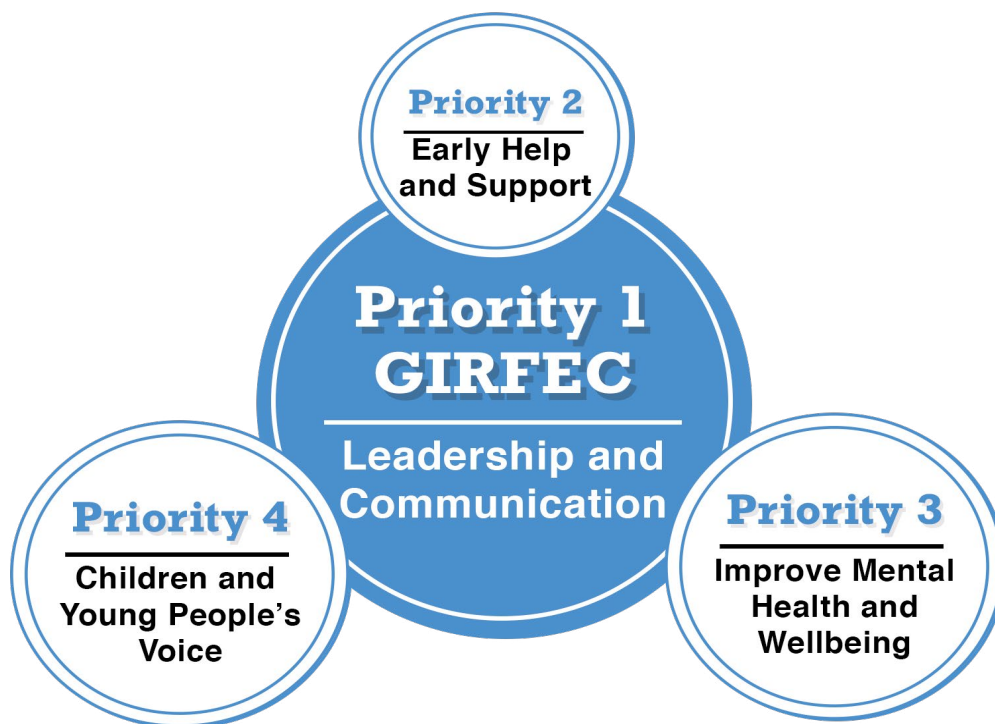 Priority 2
Early Help
and Support
Priority 1
GIRFEC
Leadership and
Communication
Priority 4
Children and
Young People’s
Voice
Priority 3
Improve Mental
Health and
Wellbeing